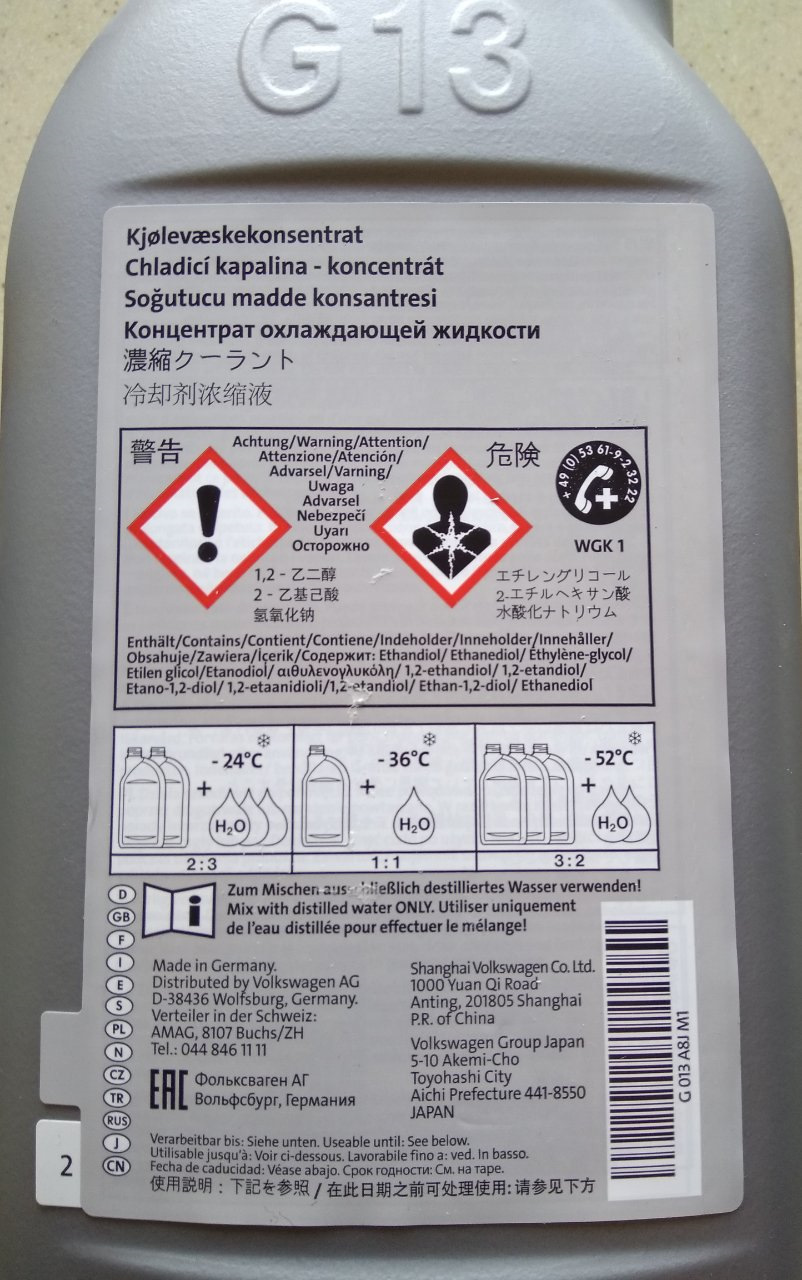 G13
Kjølevæskekonsentrat
Chladicí kapalina - koncentrát
Soğutucu madde konsantresi
Концентрат охлаждающей жидкости
濃縮クーラント
冷却剂浓缩液
警告
Achtung/Warning/Attention/
Attenzione/Atención/
Advarsel/Varning/
Uwaga
Advarsel
Nebezpečí
Uyarı
Осторожно
危険
+49 (0) 53 61-9-2 32 22
WGK 1
1,2 - 乙二醇
2 - 乙基己酸
氢氧化钠
エチレングリコール
2-エチルヘキサン酸
水酸化ナトリウム
Enthält/Contains/Contient/Contiene/Indeholder/Inneholder/Innehåller/
Obsahuje/Zawiera/İçerik/Содержит: Ethandiol/ Ethanediol/ Éthylène-glycol/
Etilen glicol/Etanodiol/ αιθυλενογλυκόλη/ 1,2-ethandiol/ 1,2-etandiol/
Etano-1,2-diol/ 1,2-etaanidioli/1,2-etandiol/ Ethan-1,2-diol/ Ethanediol
- 24°C
+
H2O
2:3
- 36°C
+
H2O
1:1
- 52°C
+
H2O
3:2
Zum Mischen ausschließlich destilliertes Wasser verwenden!
Mix with distilled water ONLY. Utiliser uniquement
de l'eau distillée pour effectuer le mélange!
D
GB
F
I
E
S
PL
N
CZ
TR
RUS
J
CN
Made in Germany.
Distributed by Volkswagen AG
D-38436 Wolfsburg, Germany.
Verteiler in der Schweiz:
AMAG, 8107 Buchs/ZH
Tel.: 044 846 11 11
EAC
Фольксваген АГ
Вольфсбург, Германия
Shanghai Volkswagen Co. Ltd.
1000 Yuan Qi Road
Anting, 201805 Shanghai
P.R. of China
Volkswagen Group Japan
5-10 Akemi-Cho
Toyohashi City
Aichi Prefecture 441-8550
JAPAN
G 013 A8J M1
Verarbeitbar bis: Siehe unten. Useable until: See below.
Utilisable jusqu'à: Voir ci-dessous. Lavorabile fino a: ved. In basso.
Fecha de caducidad: Véase abajo. Срок годности: См. на таре.
使用説明：下記を参照 / 在此日期之前可处理使用: 请参见下方
2